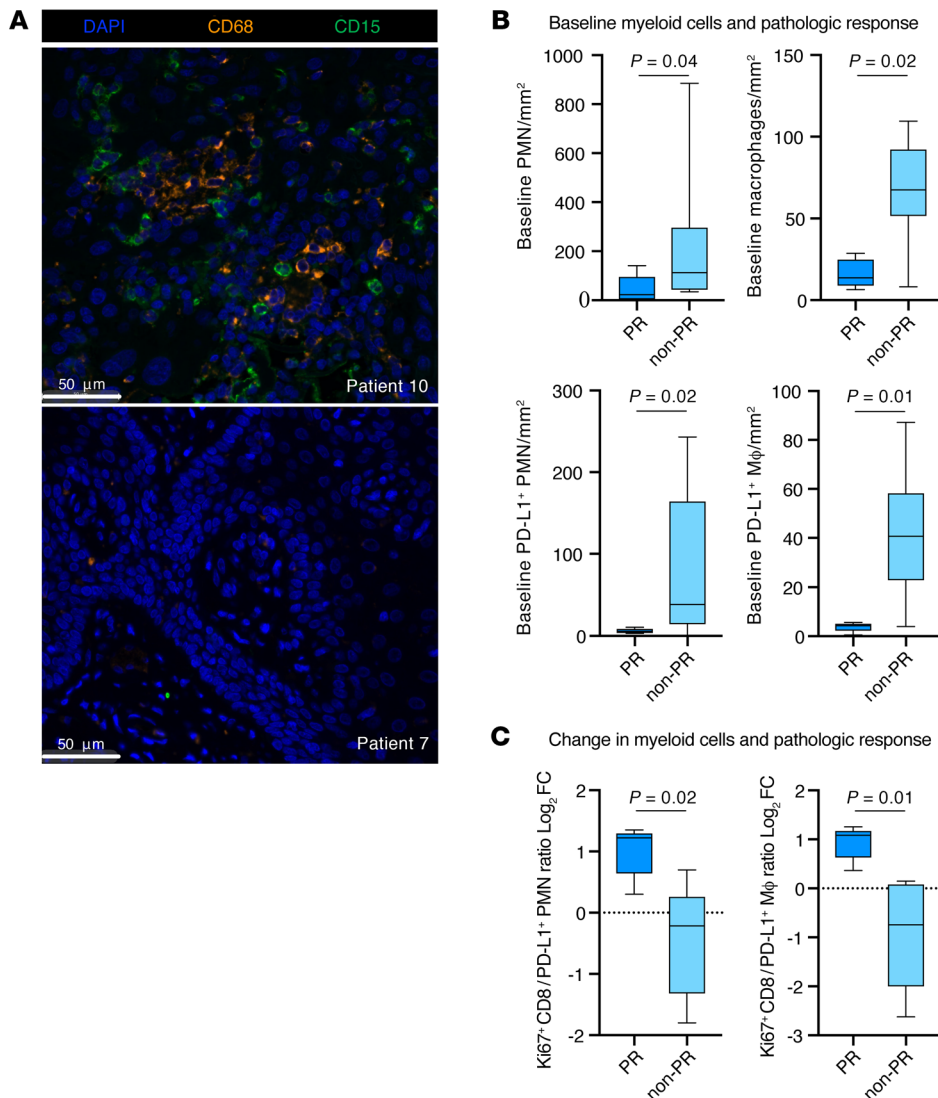 A
DAPI CD68 CD15
50 μm
Patient 10
50 μm
Patient 7
B
Baseline myeloid cells and pathologic response
Baseline PMN/mm²
1000
800
600
400
200
0
P = 0.04
PR
non-PR
Baseline macrophages/mm²
150
100
50
0
P = 0.02
PR
non-PR
Baseline PD-L1⁺ PMN/mm²
300
200
100
0
P = 0.02
PR
non-PR
Baseline PD-L1⁺ Mϕ/mm²
100
80
60
40
20
0
P = 0.01
PR
non-PR
C
Change in myeloid cells and pathologic response
Ki67⁺ CD8/PD-L1⁺ PMN ratio Log₂ FC
2
1
0
-1
-2
P = 0.02
PR
non-PR
Ki67⁺ CD8/PD-L1⁺ Mϕ ratio Log₂ FC
2
1
0
-1
-2
-3
P = 0.01
PR
non-PR